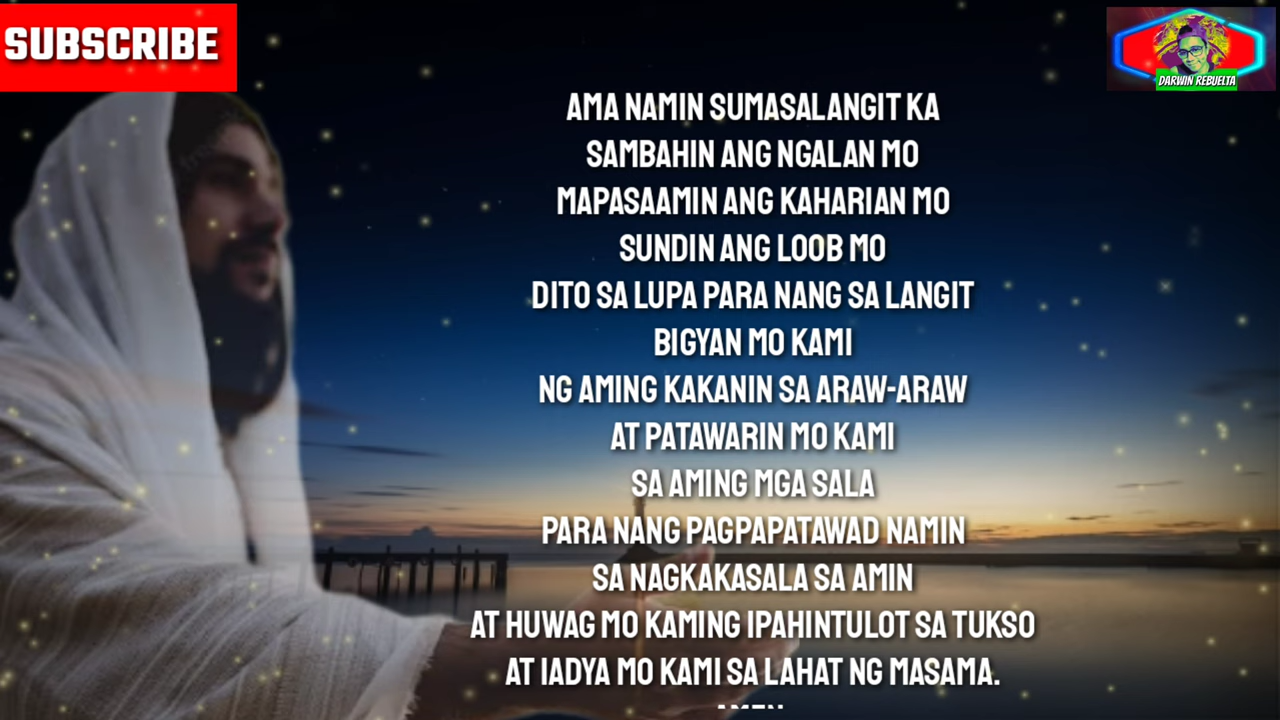 SUBSCRIBE
DARWIN REBUELTA
AMA NAMIN SUMASALANGIT KA
SAMBAHIN ANG NGALAN MO
MAPASAAMIN ANG KAHARIAN MO
SUNDIN ANG LOOB MO
DITO SA LUPA PARA NANG SA LANGIT
BIGYAN MO KAMI
NG AMING KAKANIN SA ARAW-ARAW
AT PATAWARIN MO KAMI
SA AMING MGA SALA
PARA NANG PAGPAPATAWAD NAMIN
SA NAGKAKASALA SA AMIN
AT HUWAG MO KAMING IPAHINTULOT SA TUKSO
AT IADYA MO KAMI SA LAHAT NG MASAMA.